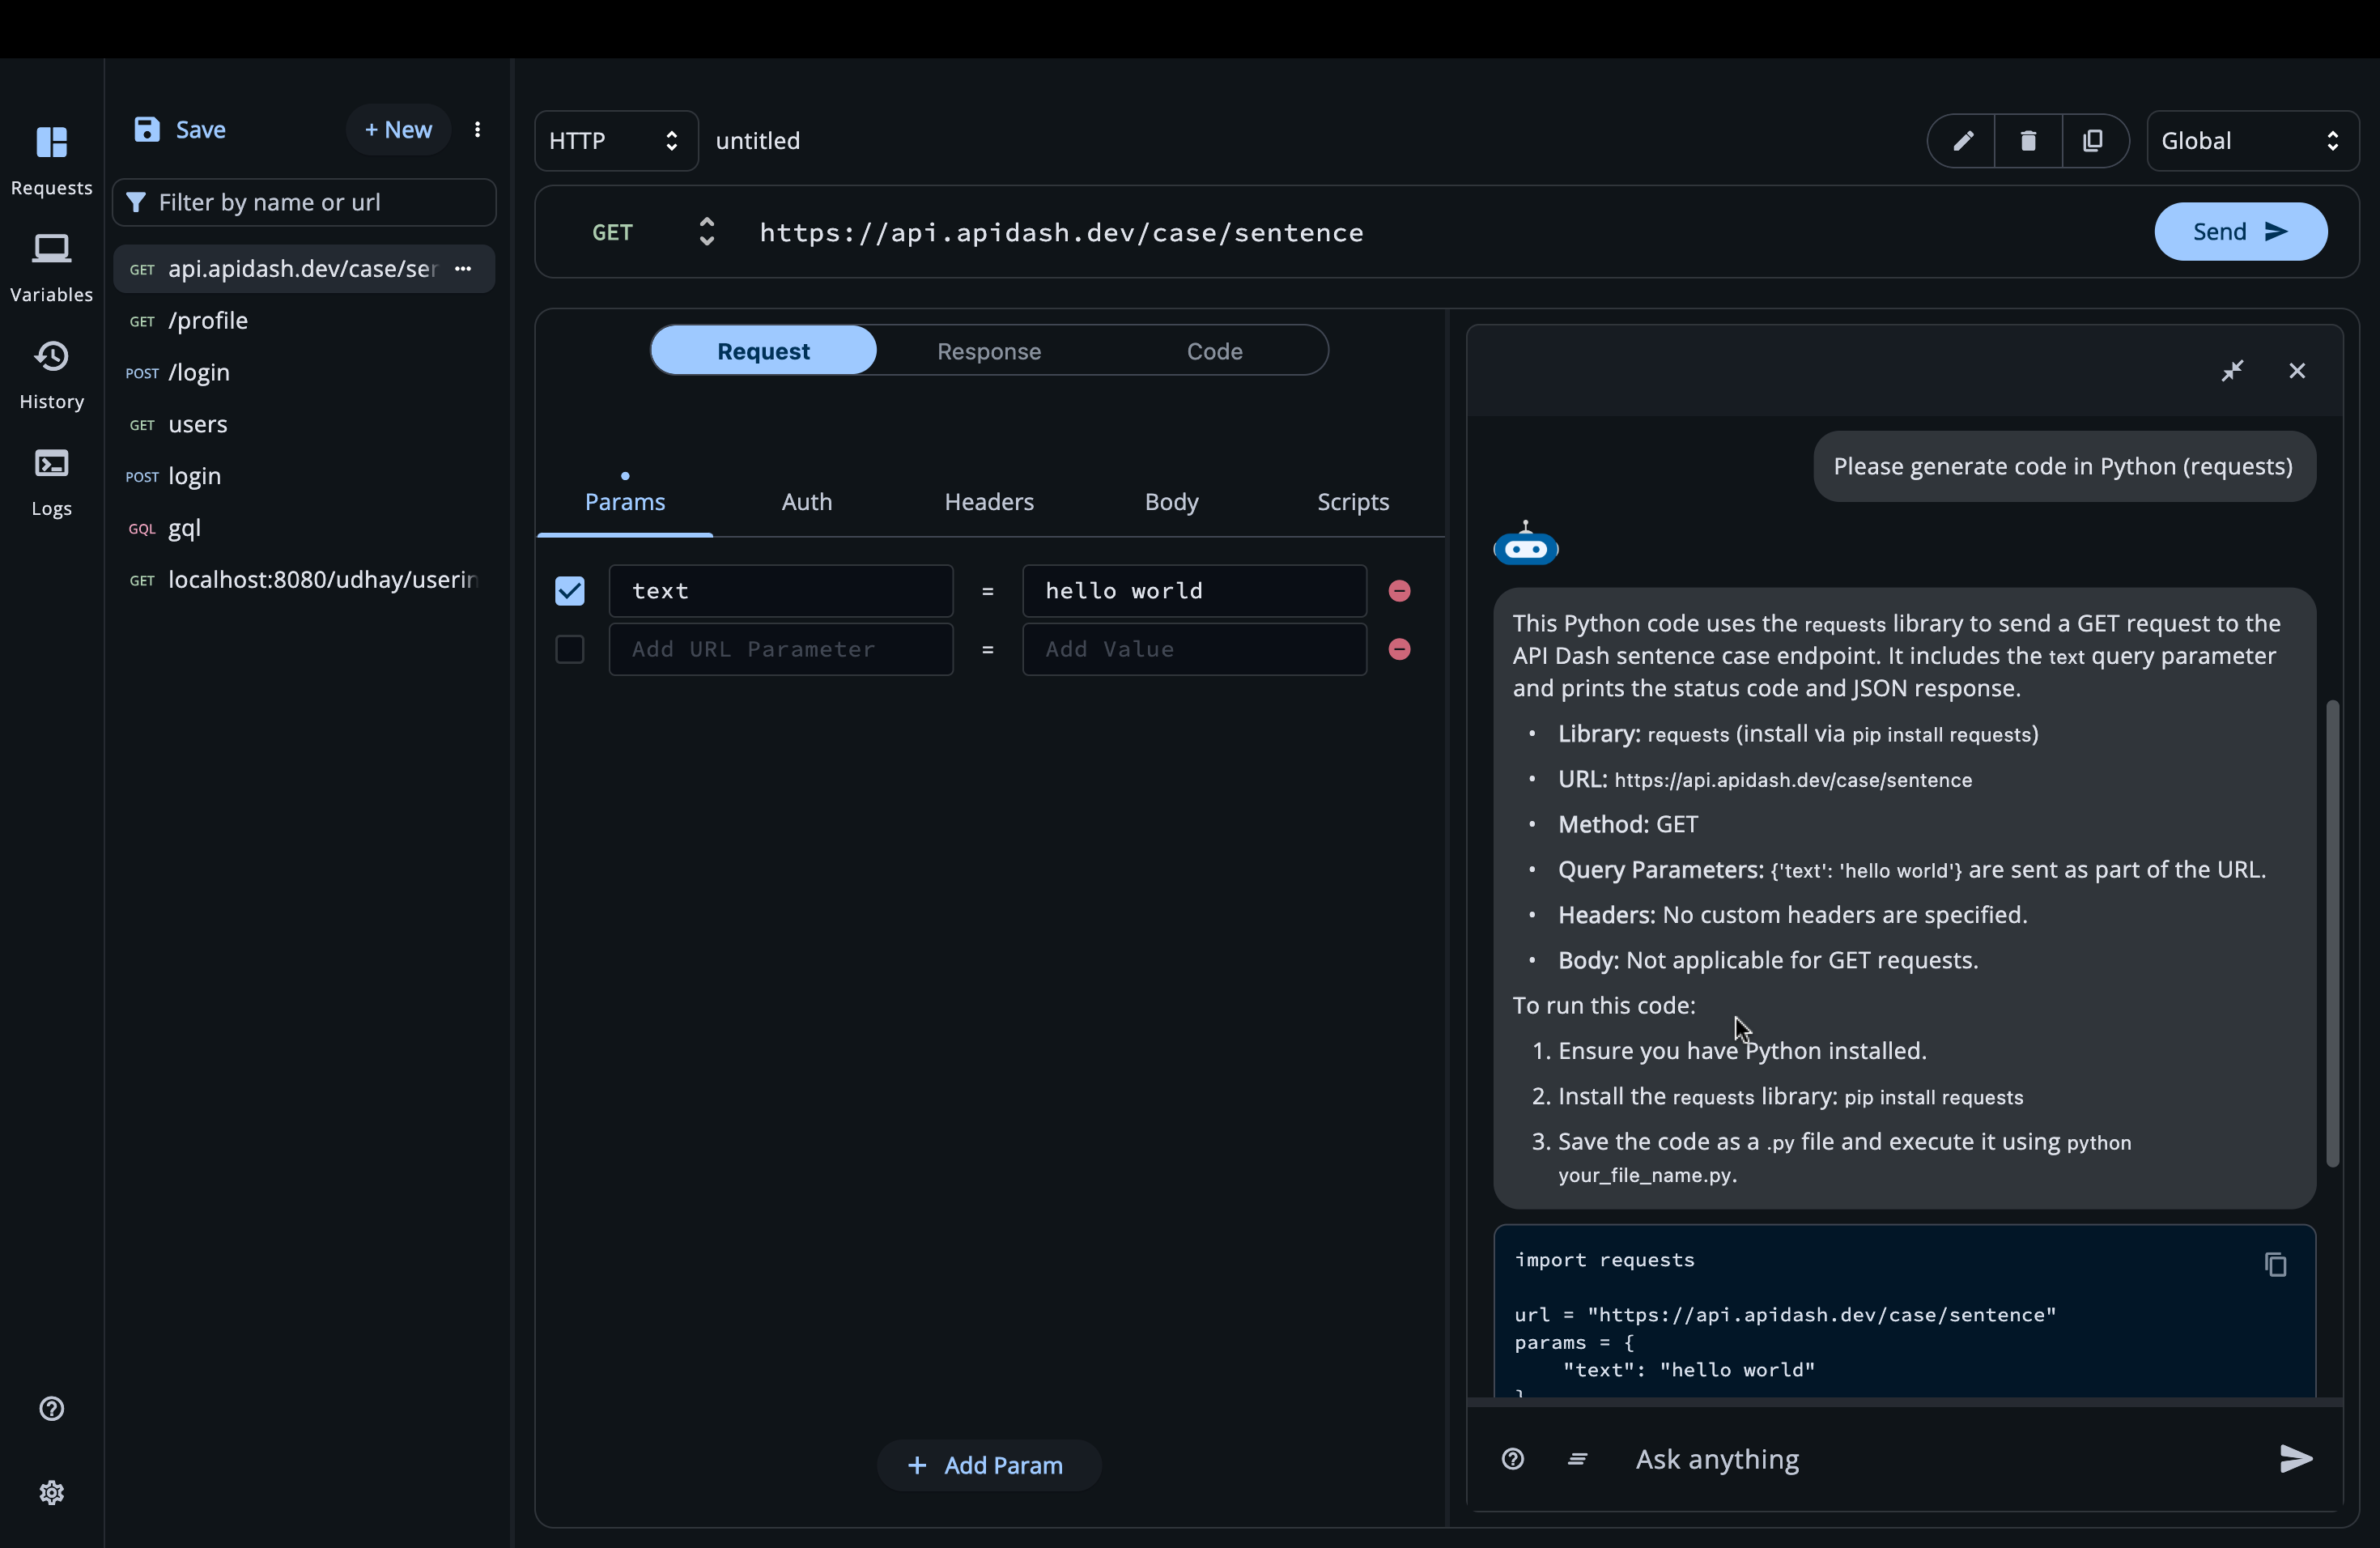 Requests
Variables
History
Logs
Save
+ New
Filter by name or url
GET api.apidash.dev/case/ser
GET /profile
POST /login
GET users
POST login
GQL gql
GET localhost:8080/udhay/userin
HTTP
untitled
Global
GET
https://api.apidash.dev/case/sentence
Send
Request
Response
Code
Params
Auth
Headers
Body
Scripts
text = hello world
Add URL Parameter = Add Value
+ Add Param
Please generate code in Python (requests)
This Python code uses the requests library to send a GET request to the
API Dash sentence case endpoint. It includes the text query parameter
and prints the status code and JSON response.
• Library: requests (install via pip install requests)
• URL: https://api.apidash.dev/case/sentence
• Method: GET
• Query Parameters: {'text': 'hello world'} are sent as part of the URL.
• Headers: No custom headers are specified.
• Body: Not applicable for GET requests.
To run this code:
1. Ensure you have Python installed.
2. Install the requests library: pip install requests
3. Save the code as a .py file and execute it using python
your_file_name.py.
import requests
url = "https://api.apidash.dev/case/sentence"
params = {
"text": "hello world"
}
Ask anything